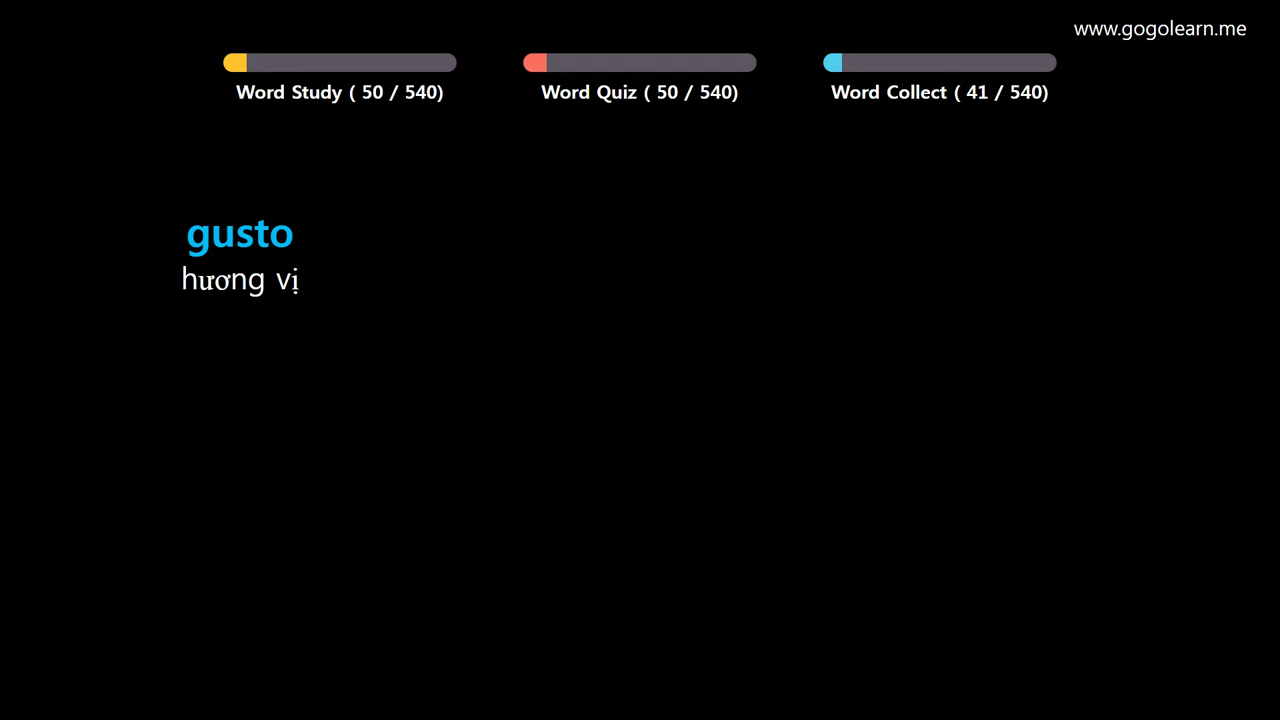 www.gogolearn.me
Word Study ( 50 / 540)
Word Quiz ( 50 / 540)
Word Collect ( 41 / 540)
gusto
hương vị